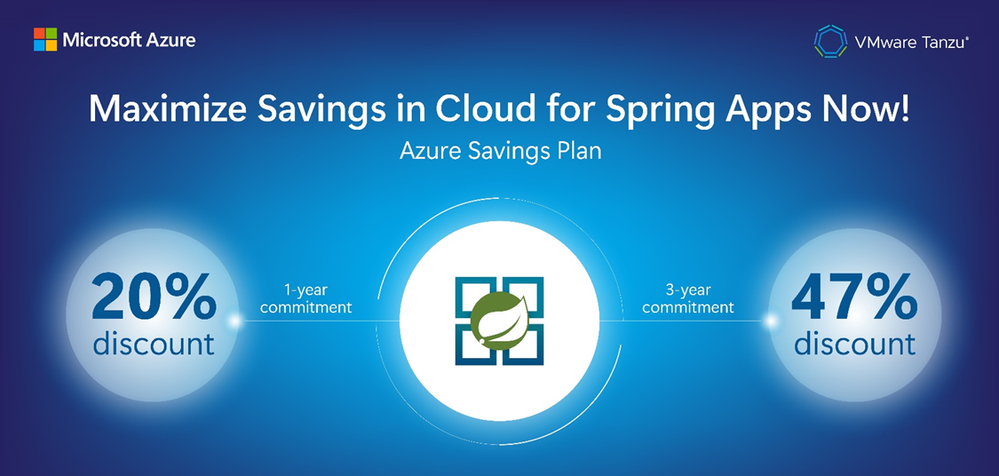 Microsoft Azure
VMware Tanzu®
Maximize Savings in Cloud for Spring Apps Now!
Azure Savings Plan
20%
discount
1-year
commitment
3-year
commitment
47%
discount